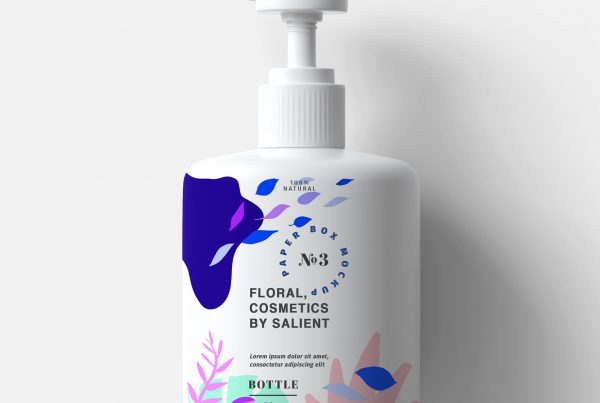 100%
NATURAL
PAPER BOX MOCKUP
№3
FLORAL,
COSMETICS
BY SALIENT
Lorem ipsum dolor sit amet,
consectetur adipiscing elit
BOTTLE